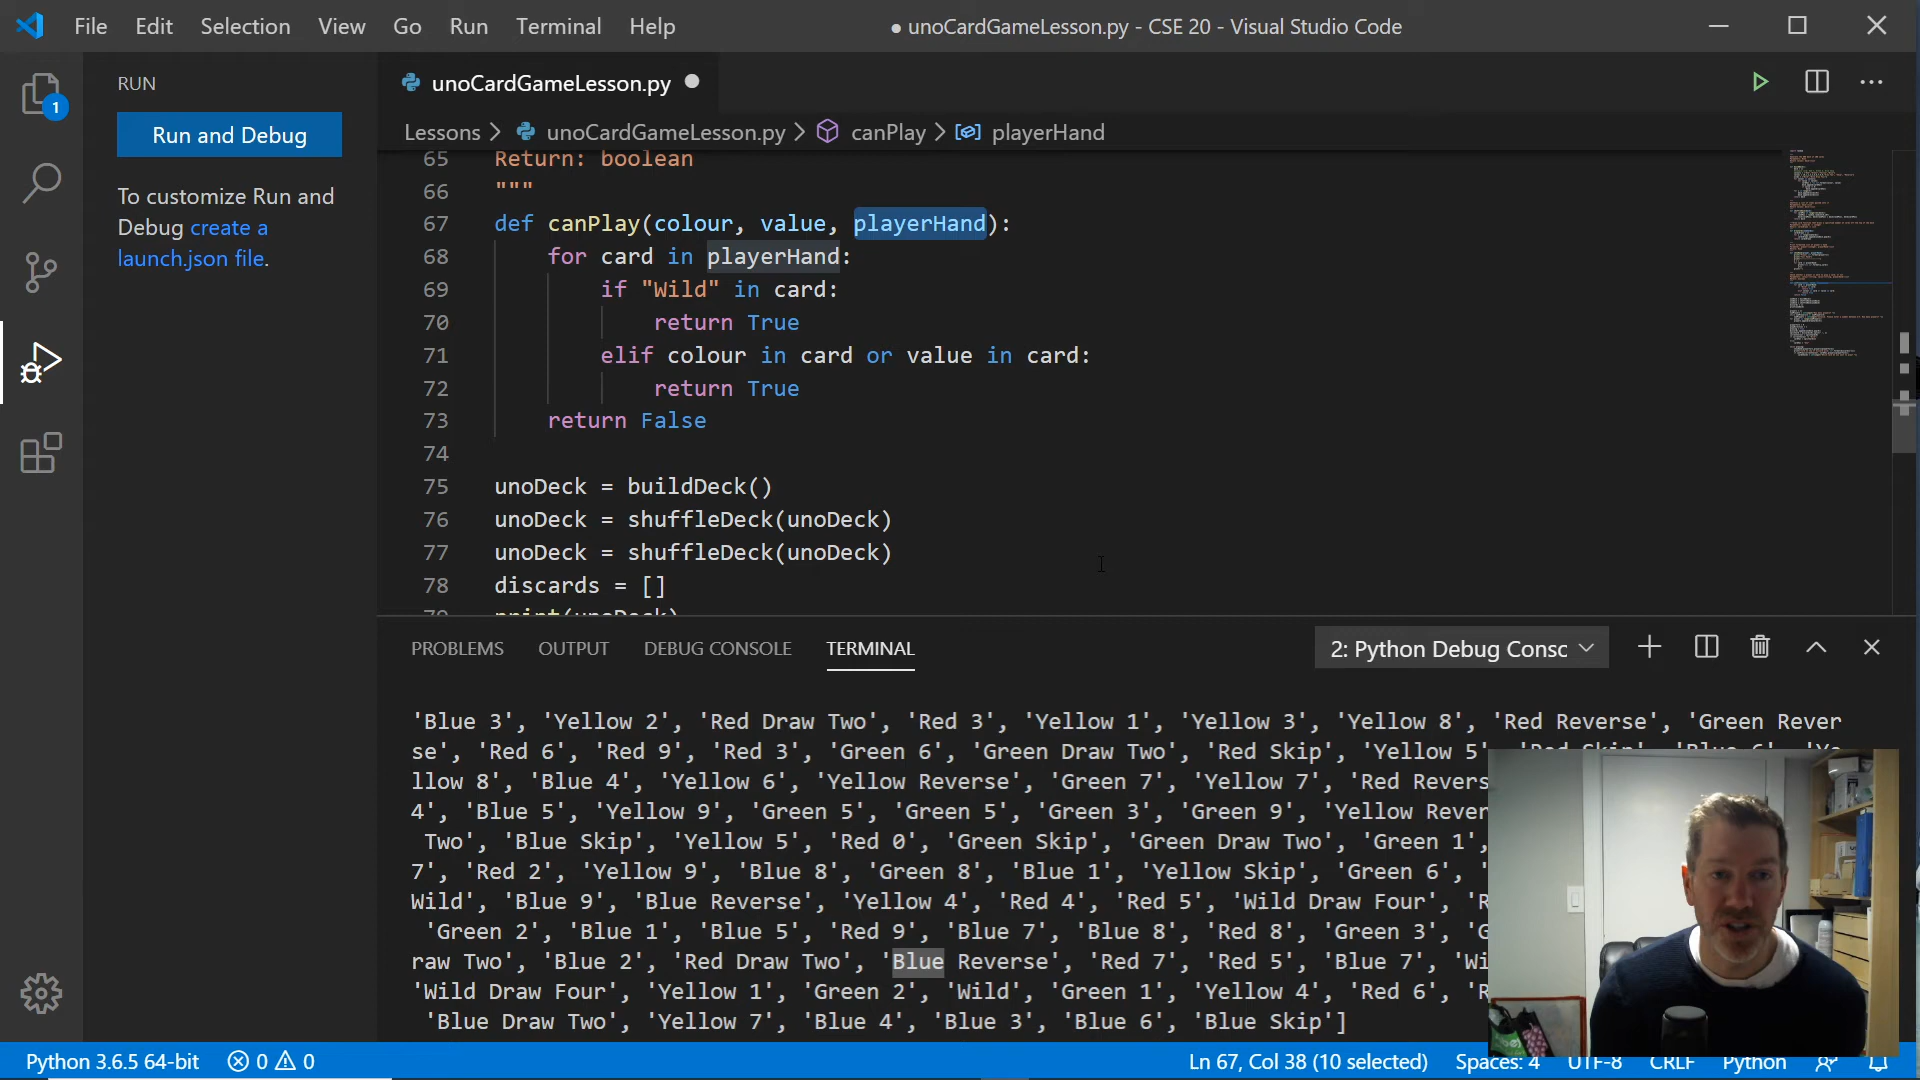 File Edit Selection View Go Run Terminal Help
● unoCardGameLesson.py - CSE 20 - Visual Studio Code
RUN
unoCardGameLesson.py
1
Run and Debug
To customize Run and
Debug create a
launch.json file.
Lessons > unoCardGameLesson.py > canPlay > playerHand
65 Return: boolean
66 """
67 def canPlay(colour, value, playerHand):
68 for card in playerHand:
69 if "Wild" in card:
70 return True
71 elif colour in card or value in card:
72 return True
73 return False
74
75 unoDeck = buildDeck()
76 unoDeck = shuffleDeck(unoDeck)
77 unoDeck = shuffleDeck(unoDeck)
78 discards = []
79 print(unoDeck)
PROBLEMS OUTPUT DEBUG CONSOLE TERMINAL
2: Python Debug Consc
'Blue 3', 'Yellow 2', 'Red Draw Two', 'Red 3', 'Yellow 1', 'Yellow 3', 'Yellow 8', 'Red Reverse', 'Green Rever
se', 'Red 6', 'Red 9', 'Red 3', 'Green 6', 'Green Draw Two', 'Red Skip', 'Yellow 5', 'Red Skip', 'Blue 6', 'Ye
llow 8', 'Blue 4', 'Yellow 6', 'Yellow Reverse', 'Green 7', 'Yellow 7', 'Red Revers
4', 'Blue 5', 'Yellow 9', 'Green 5', 'Green 5', 'Green 3', 'Green 9', 'Yellow Rever
Two', 'Blue Skip', 'Yellow 5', 'Red 0', 'Green Skip', 'Green Draw Two', 'Green 1',
7', 'Red 2', 'Yellow 9', 'Blue 8', 'Green 8', 'Blue 1', 'Yellow Skip', 'Green 6', '
Wild', 'Blue 9', 'Blue Reverse', 'Yellow 4', 'Red 4', 'Red 5', 'Wild Draw Four', 'R
'Green 2', 'Blue 1', 'Blue 5', 'Red 9', 'Blue 7', 'Blue 8', 'Red 8', 'Green 3', 'G
raw Two', 'Blue 2', 'Red Draw Two', 'Blue Reverse', 'Red 7', 'Red 5', 'Blue 7', 'Wi
'Wild Draw Four', 'Yellow 1', 'Green 2', 'Wild', 'Green 1', 'Yellow 4', 'Red 6', 'R
'Blue Draw Two', 'Yellow 7', 'Blue 4', 'Blue 3', 'Blue 6', 'Blue Skip']
Python 3.6.5 64-bit 0 0 Ln 67, Col 38 (10 selected) Spaces: 4 UTF-8 CRLF Python